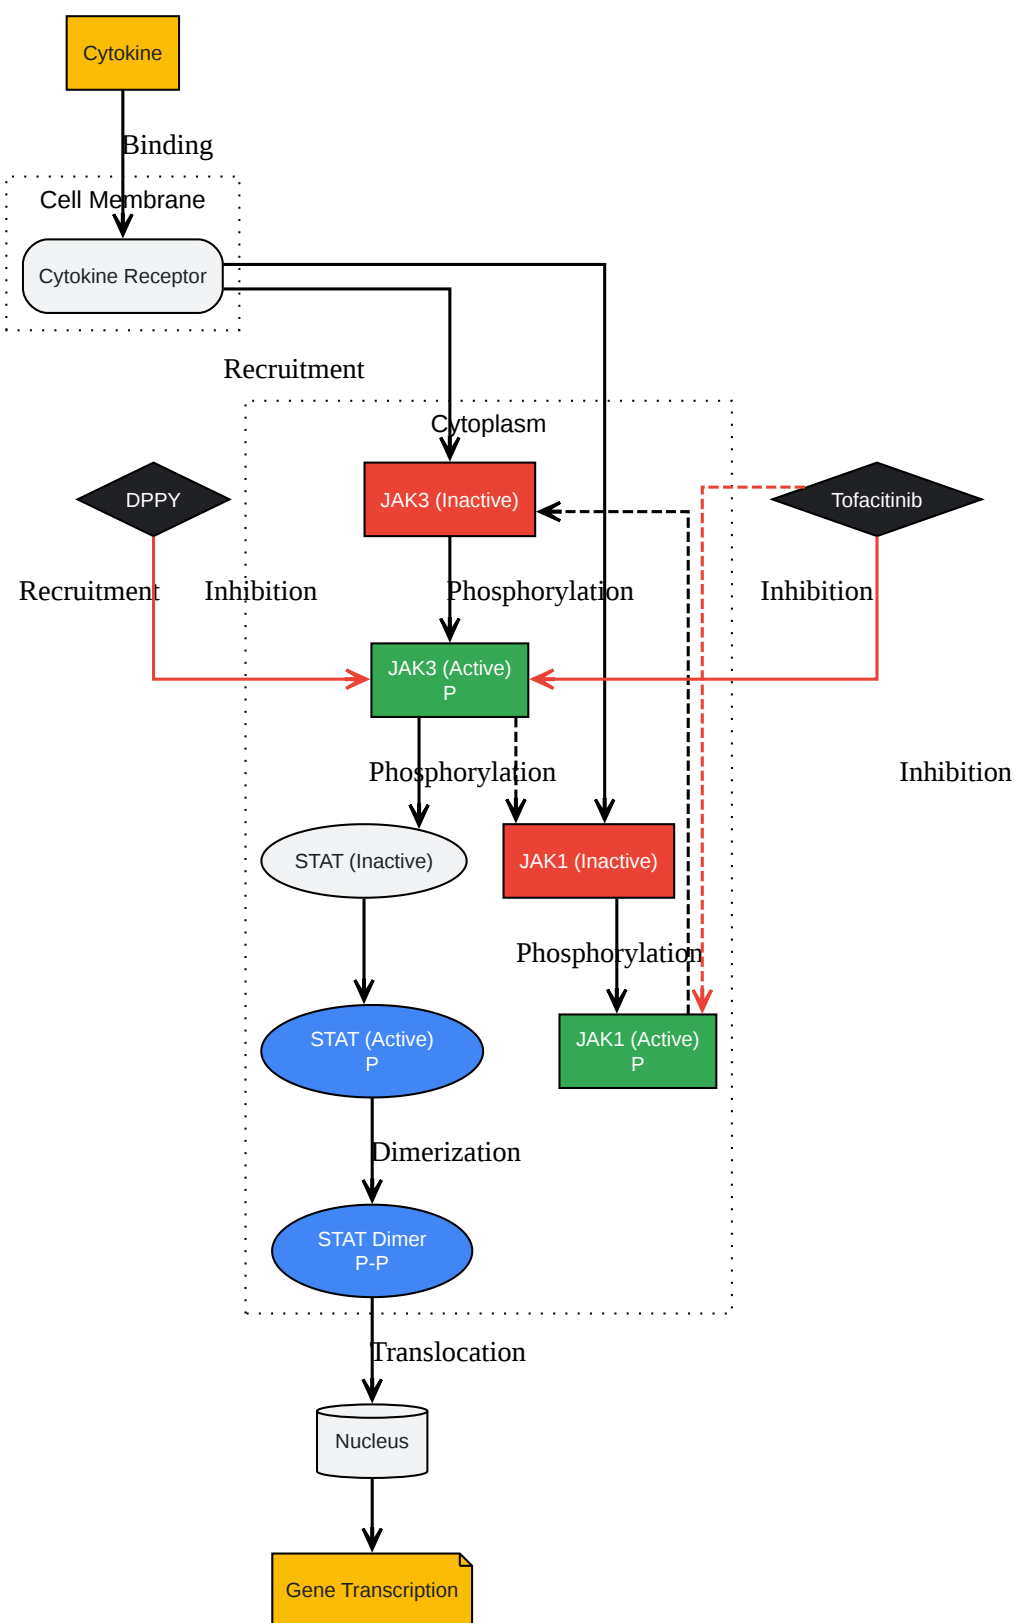 Cytokine
Binding
Cell Membrane
Cytokine Receptor
Recruitment
Cytoplasm
DPPY
JAK3 (Inactive)
Tofacitinib
Recruitment
Inhibition
Phosphorylation
Inhibition
JAK3 (Active)
P
Phosphorylation
Inhibition
STAT (Inactive)
JAK1 (Inactive)
Phosphorylation
STAT (Active)
P
JAK1 (Active)
P
Dimerization
STAT Dimer
P-P
Translocation
Nucleus
Gene Transcription